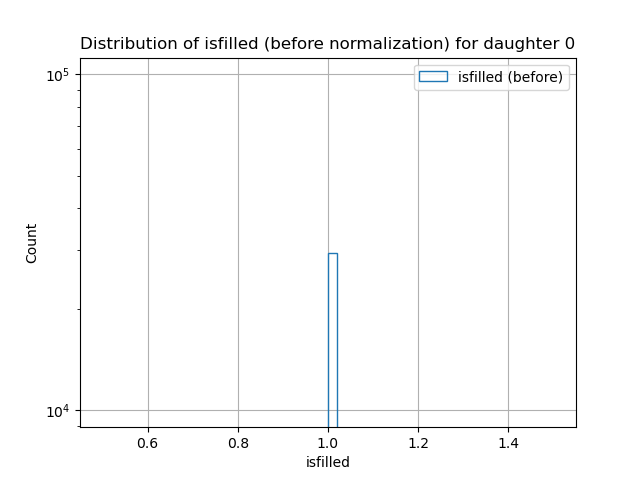 Distribution of isfilled (before normalization) for daughter 0
isfilled (before)
10^5
10^4
Count
0.6 0.8 1.0 1.2 1.4
isfilled